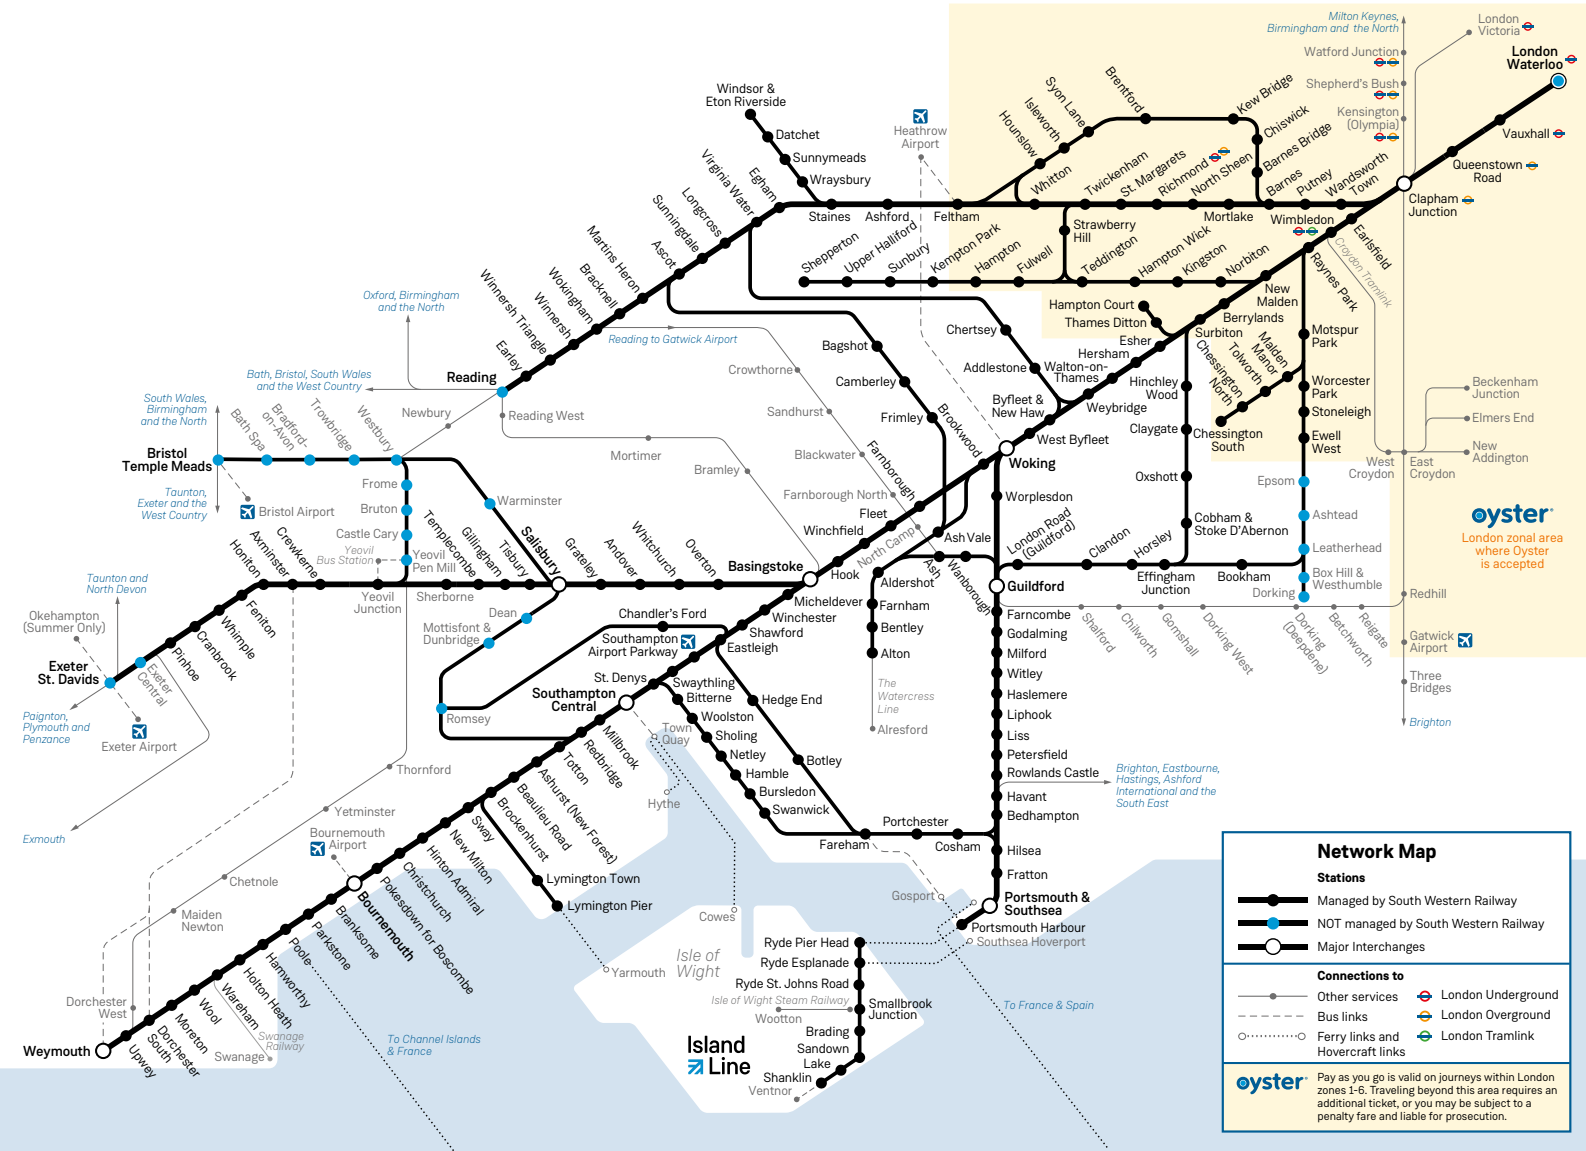 Milton Keynes,
Birmingham and the North
London
Victoria
Watford Junction
London
Waterloo
Shepherd's Bush
Kensington
(Olympia)
Vauxhall
Queenstown
Road
Clapham
Junction
Windsor &
Eton Riverside
Datchet
Sunnymeads
Wraysbury
Heathrow
Airport
Hounslow
Isleworth
Syon Lane
Brentford
Kew Bridge
Chiswick
Barnes Bridge
Staines
Ashford
Feltham
Whitton
Twickenham
St. Margarets
Richmond
North Sheen
Mortlake
Barnes
Putney
Wandsworth
Town
Wimbledon
Earlsfield
Croydon Tramlink
Raynes Park
Strawberry
Hill
Shepperton
Upper Halliford
Sunbury
Kempton Park
Hampton
Fulwell
Teddington
Hampton Wick
Kingston
Norbiton
New
Malden
Berrylands
Surbiton
Hampton Court
Thames Ditton
Esher
Hersham
Walton-on-
Thames
Weybridge
Byfleet &
New Haw
West Byfleet
Woking
Virginia Water
Egham
Longcross
Sunningdale
Ascot
Martins Heron
Bracknell
Wokingham
Winnersh
Winnersh Triangle
Earley
Reading
Oxford, Birmingham
and the North
Reading to Gatwick Airport
Bath, Bristol, South Wales
and the West Country
South Wales,
Birmingham
and the North
Bath Spa
Bradford-
on-Avon
Trowbridge
Westbury
Newbury
Reading West
Mortimer
Bramley
Crowthorne
Sandhurst
Blackwater
Farnborough North
North Camp
Chertsey
Addlestone
Bagshot
Camberley
Frimley
Brookwood
Farnborough
Fleet
Winchfield
Hook
Basingstoke
Ash Vale
Ash
Wanborough
Aldershot
Farnham
Bentley
Alton
The
Watercress
Line
Alresford
Motspur
Park
Malden
Manor
Tolworth
Chessington
North
Chessington
South
Worcester
Park
Stoneleigh
Ewell
West
Epsom
Ashtead
Leatherhead
Box Hill &
Westhumble
Dorking
Hinchley
Wood
Claygate
Oxshott
Cobham &
Stoke D'Abernon
Worplesdon
London Road
(Guildford)
Clandon
Horsley
Effingham
Junction
Bookham
Guildford
Shalford
Chilworth
Gomshall
Dorking West
Dorking
(Deepdene)
Betchworth
Reigate
Redhill
Gatwick
Airport
Three
Bridges
Brighton
Beckenham
Junction
Elmers End
New
Addington
West
Croydon
East
Croydon
oyster
London zonal area
where Oyster
is accepted
Farncombe
Godalming
Milford
Witley
Haslemere
Liphook
Liss
Petersfield
Rowlands Castle
Havant
Bedhampton
Hilsea
Fratton
Portsmouth &
Southsea
Portsmouth Harbour
Southsea Hoverport
Brighton, Eastbourne,
Hastings, Ashford
International and the
South East
Bristol
Temple Meads
Taunton,
Exeter and the
West Country
Bristol Airport
Frome
Bruton
Castle Cary
Yeovil
Pen Mill
Yeovil
Bus Station
Warminster
Salisbury
Honiton
Axminster
Crewkerne
Yeovil
Junction
Sherborne
Templecombe
Gillingham
Tisbury
Grateley
Andover
Whitchurch
Overton
Dean
Mottisfont &
Dunbridge
Romsey
Taunton and
North Devon
Okehampton
(Summer Only)
Exeter
St. Davids
Exeter
Central
Pinhoe
Cranbrook
Whimple
Feniton
Paignton,
Plymouth and
Penzance
Exeter Airport
Exmouth
Micheldever
Winchester
Shawford
Chandler's Ford
Southampton
Airport Parkway
Eastleigh
St. Denys
Swaythling
Southampton
Central
Bitterne
Woolston
Sholing
Netley
Hamble
Bursledon
Swanwick
Hedge End
Botley
Fareham
Portchester
Cosham
Gosport
Town
Quay
Hythe
Cowes
Millbrook
Redbridge
Totton
Ashurst (New Forest)
Beaulieu Road
Brockenhurst
Sway
New Milton
Hinton Admiral
Christchurch
Pokesdown for Boscombe
Bournemouth
Branksome
Parkstone
Poole
Hamworthy
Holton Heath
Wareham
Wool
Moreton
Dorchester
South
Upwey
Weymouth
Lymington Town
Lymington Pier
Yarmouth
Thornford
Yetminster
Bournemouth
Airport
Chetnole
Maiden
Newton
Dorchester
West
Swanage
Railway
Swanage
To Channel Islands
& France
To France & Spain
Isle of
Wight
Ryde Pier Head
Ryde Esplanade
Ryde St. Johns Road
Isle of Wight Steam Railway
Wootton
Smallbrook
Junction
Brading
Sandown
Lake
Shanklin
Ventnor
Island
Line
Network Map
Stations
Managed by South Western Railway
NOT managed by South Western Railway
Major Interchanges
Connections to
Other services
Bus links
Ferry links and
Hovercraft links
London Underground
London Overground
London Tramlink
oyster
Pay as you go is valid on journeys within London
zones 1-6. Traveling beyond this area requires an
additional ticket, or you may be subject to a
penalty fare and liable for prosecution.